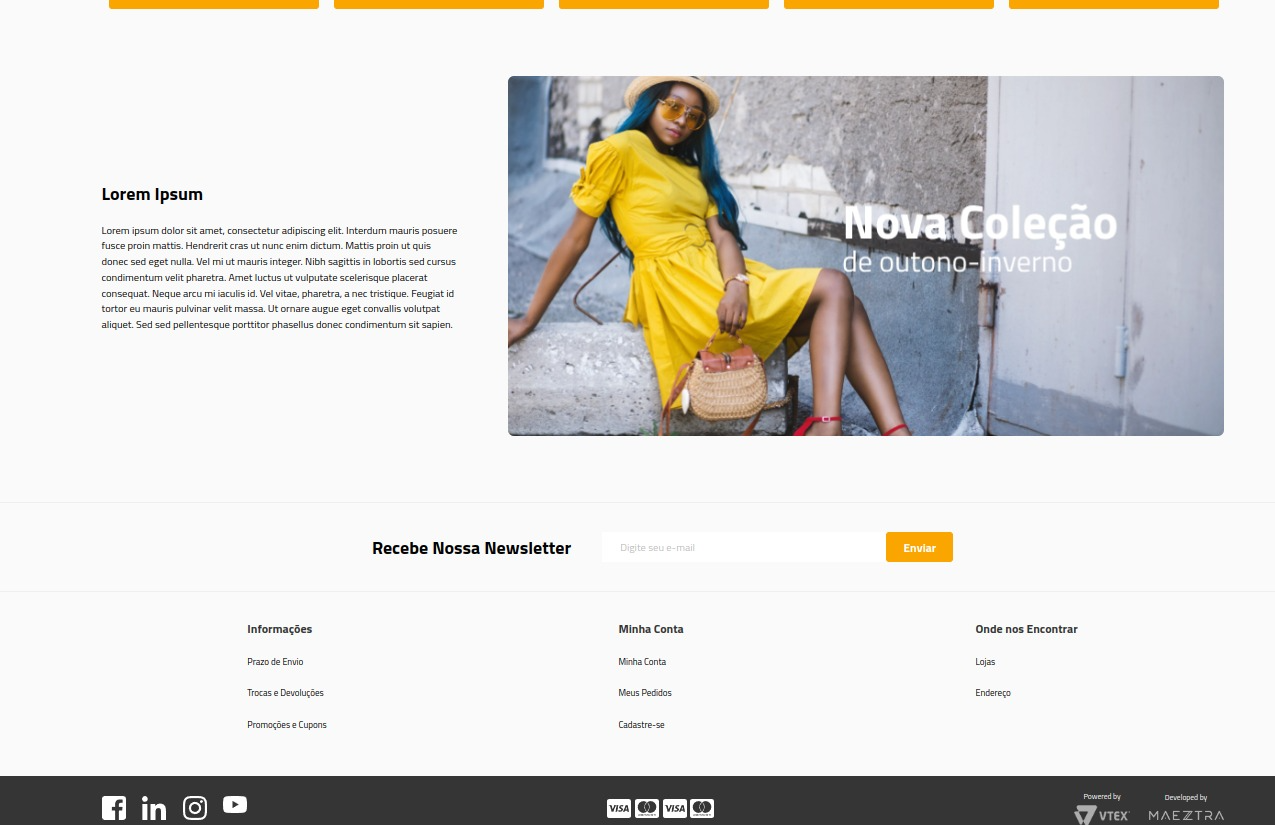 Lorem Ipsum
Lorem ipsum dolor sit amet, consectetur adipiscing elit. Interdum mauris posuere
fusce proin mattis. Hendrerit cras ut nunc enim dictum. Mattis proin ut quis
donec sed eget nulla. Vel mi ut mauris integer. Nibh sagittis in lobortis sed cursus
condimentum velit pharetra. Amet luctus ut vulputate scelerisque placerat
consequat. Neque arcu mi iaculis id. Vel vitae, pharetra, a nec tristique. Feugiat id
tortor eu mauris pulvinar velit massa. Ut ornare augue eget convallis volutpat
aliquet. Sed sed pellentesque porttitor phasellus donec condimentum sit sapien.
Nova Coleção
de outono-inverno
Recebe Nossa Newsletter
Digite seu e-mail
Enviar
Informações
Prazo de Envio
Trocas e Devoluções
Promoções e Cupons
Minha Conta
Minha Conta
Meus Pedidos
Cadastre-se
Onde nos Encontrar
Lojas
Endereço
VISA
VISA
Powered by
VTEX
Developed by
MAEZTRA